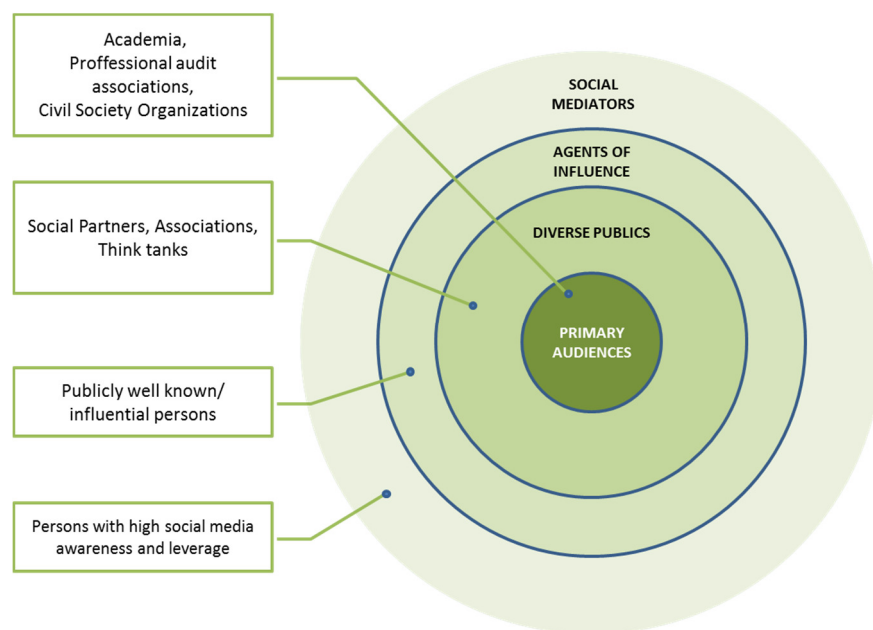 Academia,
Proffessional audit
associations,
Civil Society Organizations
Social Partners, Associations,
Think tanks
Publicly well known/
influential persons
Persons with high social media
awareness and leverage
SOCIAL
MEDIATORS
AGENTS OF
INFLUENCE
DIVERSE PUBLICS
PRIMARY
AUDIENCES